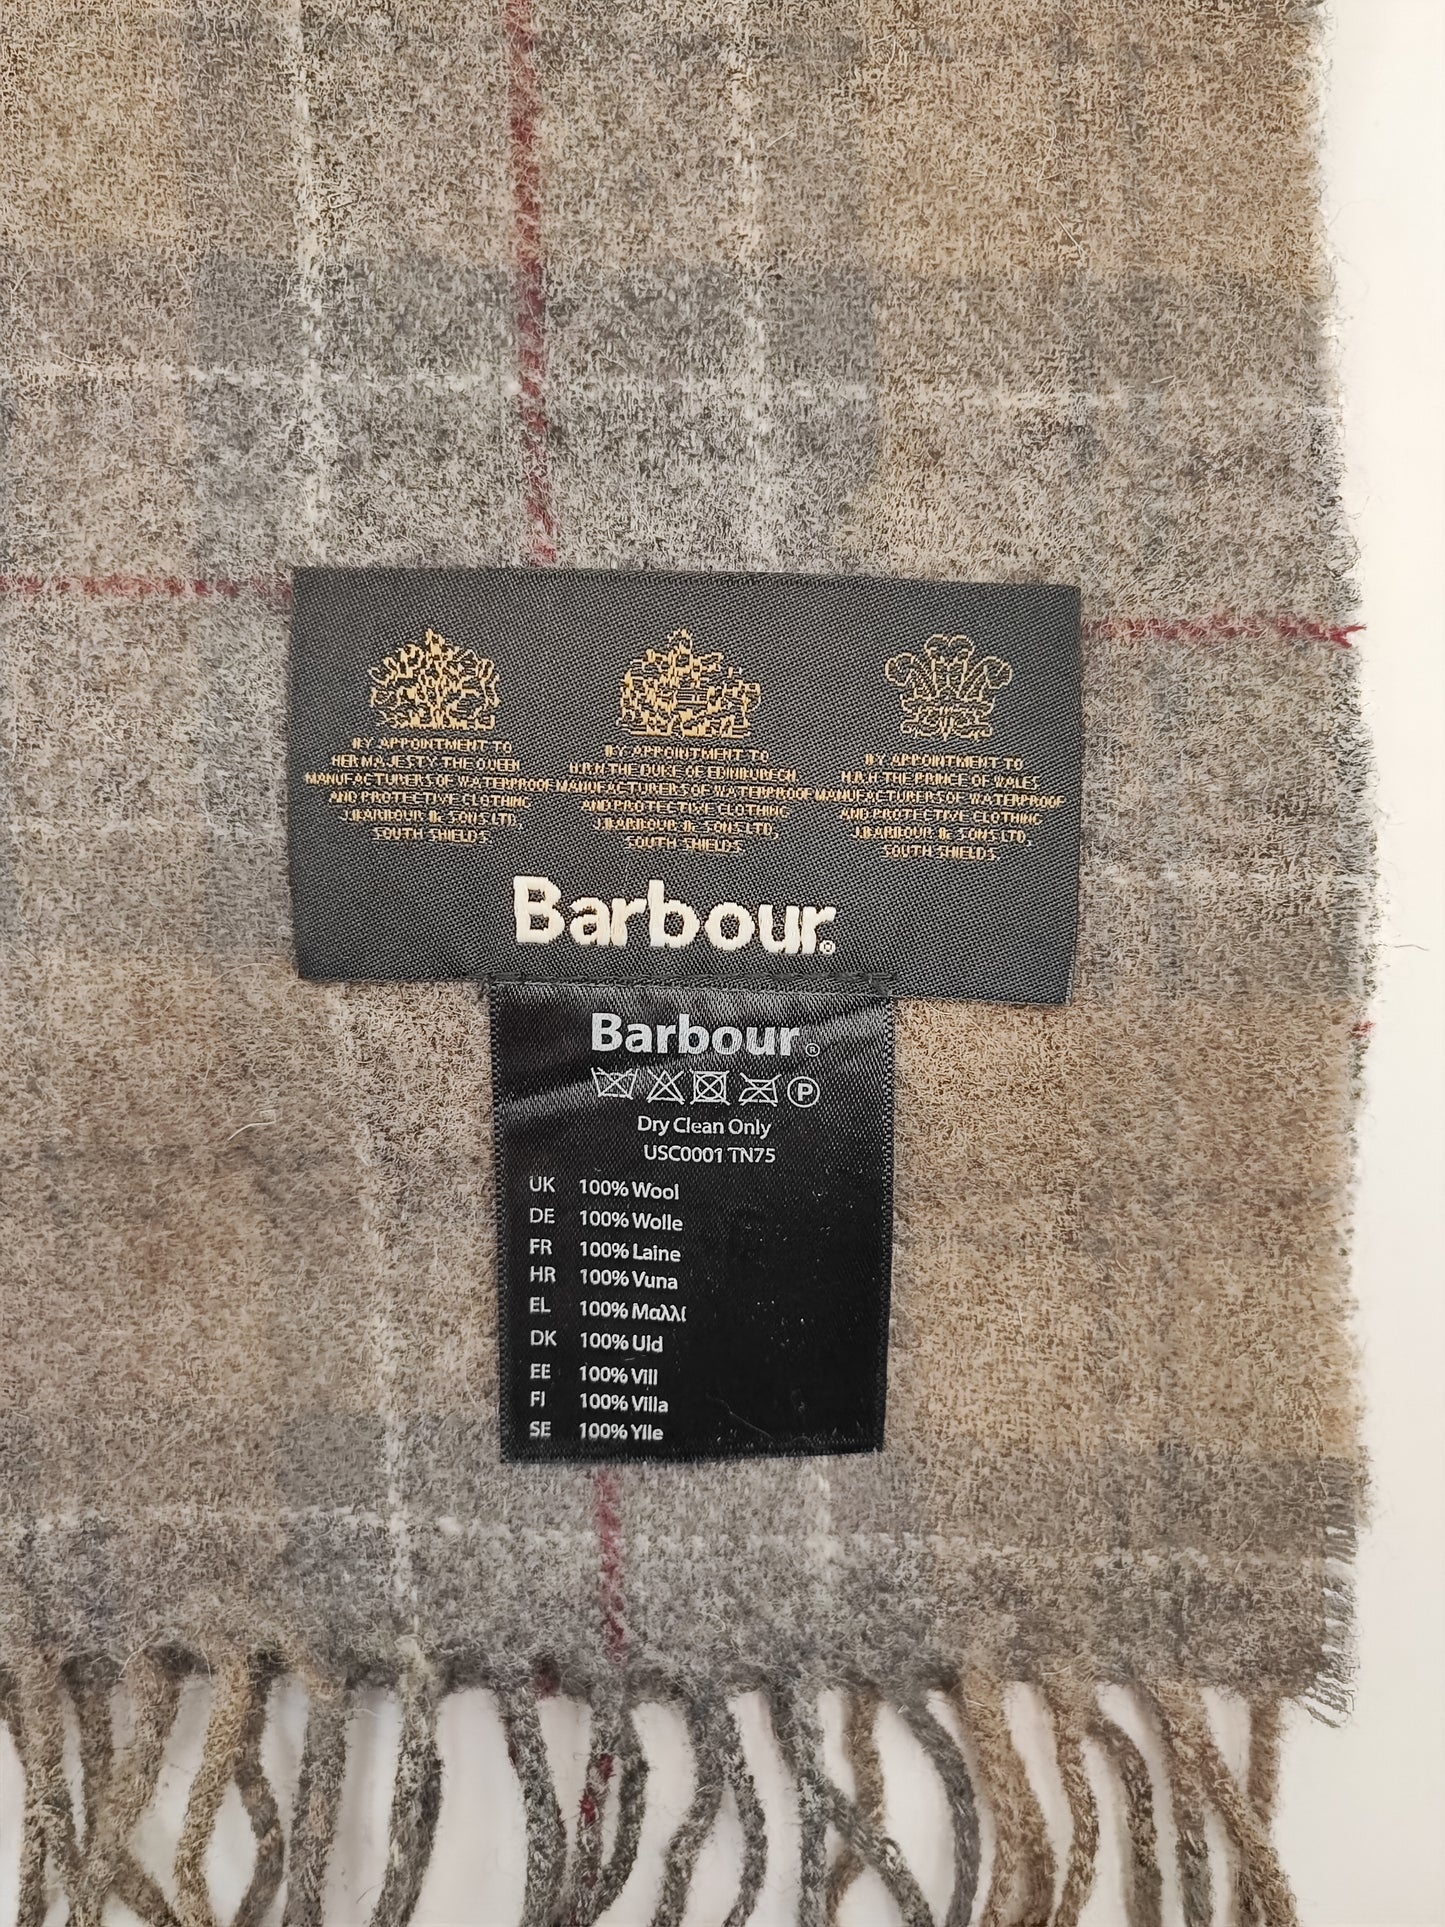 BY APPOINTMENT TO
HER MAJESTY THE QUEEN
MANUFACTURERS OF WATERPROOF
AND PROTECTIVE CLOTHING
J.BARBOUR & SONS LTD,
SOUTH SHIELDS.
BY APPOINTMENT TO
H.R.H THE DUKE OF EDINBURGH
MANUFACTURERS OF WATERPROOF
AND PROTECTIVE CLOTHING
J.BARBOUR & SONS LTD,
SOUTH SHIELDS.
BY APPOINTMENT TO
H.R.H THE PRINCE OF WALES
MANUFACTURERS OF WATERPROOF
AND PROTECTIVE CLOTHING
J.BARBOUR & SONS LTD,
SOUTH SHIELDS.
Barbour®
Barbour®
P
Dry Clean Only
USC0001 TN75
UK 100% Wool
DE 100% Wolle
FR 100% Laine
HR 100% Vuna
EL 100% Μαλλί
DK 100% Uld
EE 100% Vill
FI 100% Villa
SE 100% Ylle